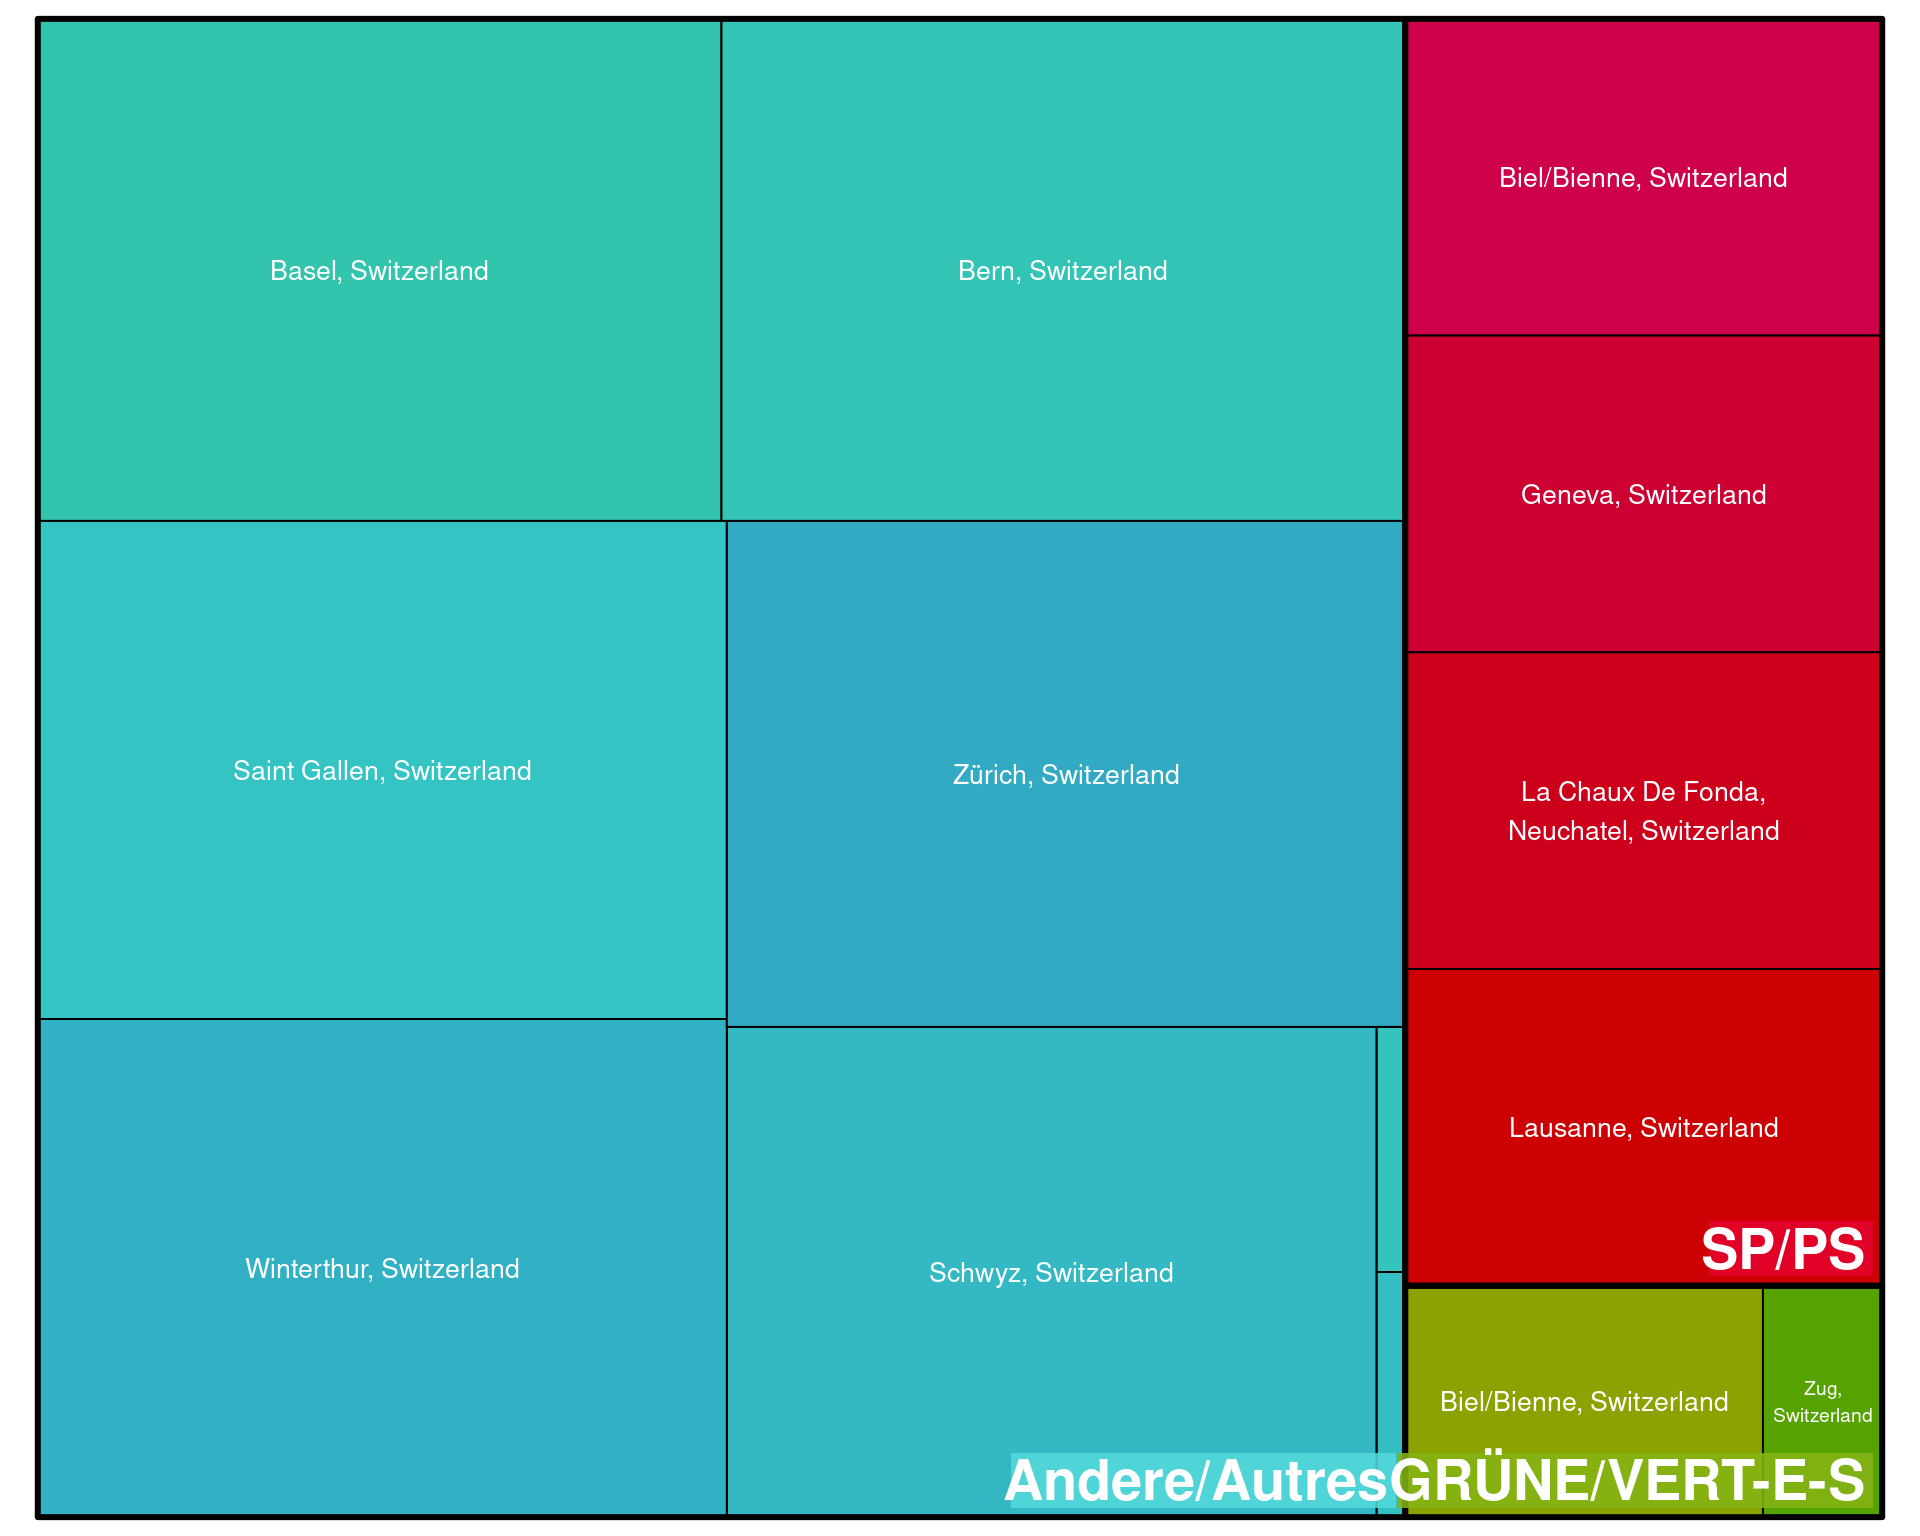 Basel, Switzerland
Bern, Switzerland
Biel/Bienne, Switzerland
Geneva, Switzerland
Saint Gallen, Switzerland
Zürich, Switzerland
La Chaux De Fonda,
Neuchatel, Switzerland
Lausanne, Switzerland
SP/PS
Winterthur, Switzerland
Schwyz, Switzerland
Biel/Bienne, Switzerland
Zug,
Switzerland
Andere/Autres
GRÜNE/VERT-E-S